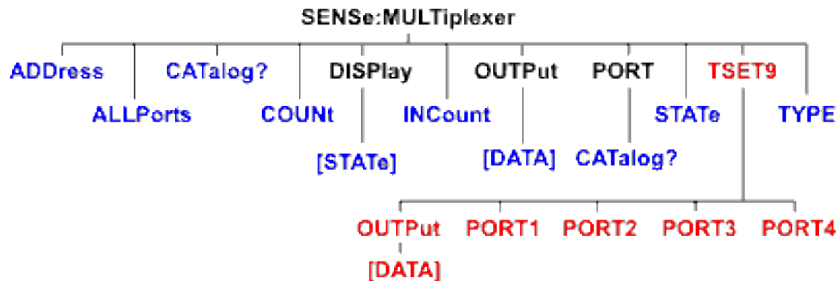 SENSe:MULTiplexer
ADDress CATalog? DISPlay OUTPut PORT TSET9
ALLPorts COUNt INCount STATe TYPE
[STATe] [DATA] CATalog?
OUTPut PORT1 PORT2 PORT3 PORT4
[DATA]